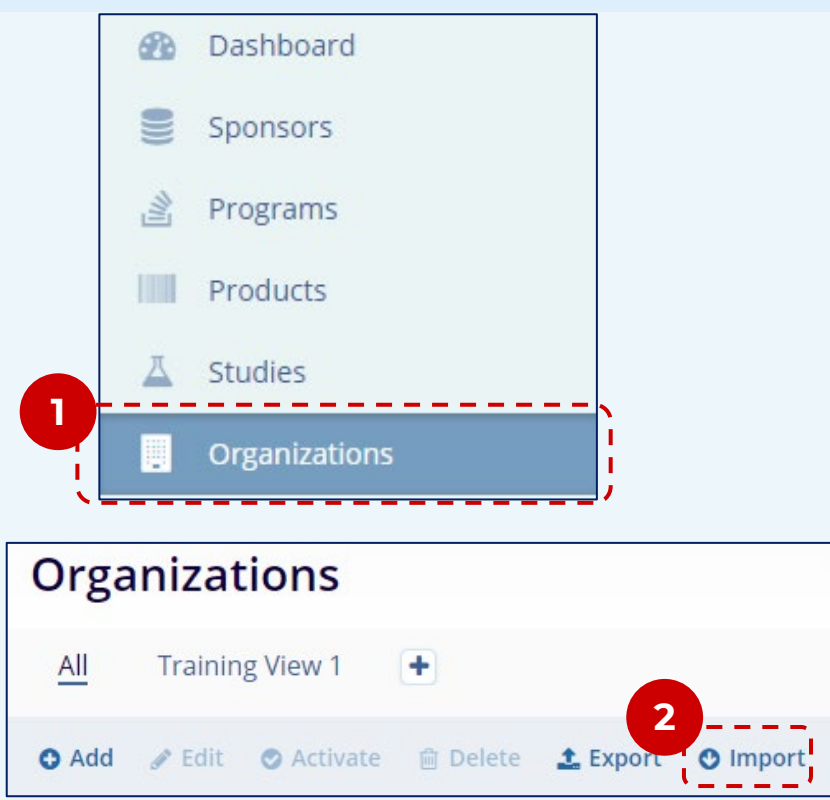 Dashboard
Sponsors
Programs
Products
Studies
1
Organizations
Organizations
All Training View 1 +
2
Add Edit Activate Delete Export Import